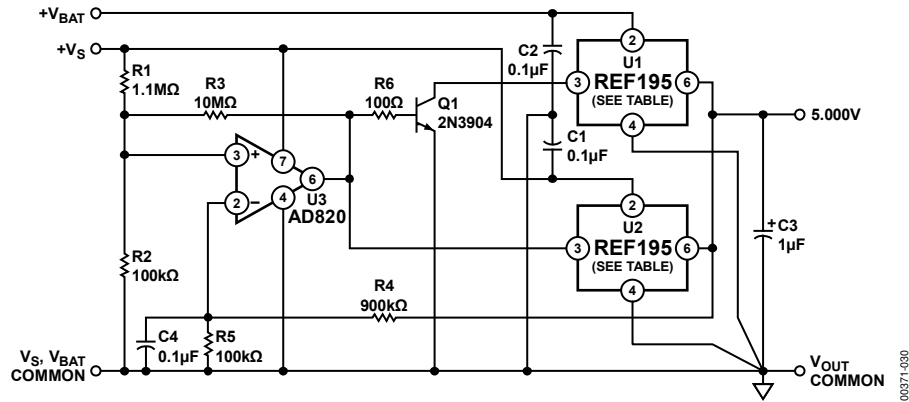 +VBAT
+VS
R1
1.1MΩ
R3
10MΩ
R6
100Ω
Q1
2N3904
C2
0.1µF
2
U1
3
REF195
6
(SEE TABLE)
4
5.000V
C1
0.1µF
3
+
7
6
2
−
4
U3
AD820
2
U2
3
REF195
6
(SEE TABLE)
4
+
C3
1µF
R2
100kΩ
R4
900kΩ
C4
0.1µF
R5
100kΩ
VS, VBAT
COMMON
VOUT
COMMON
00371-030